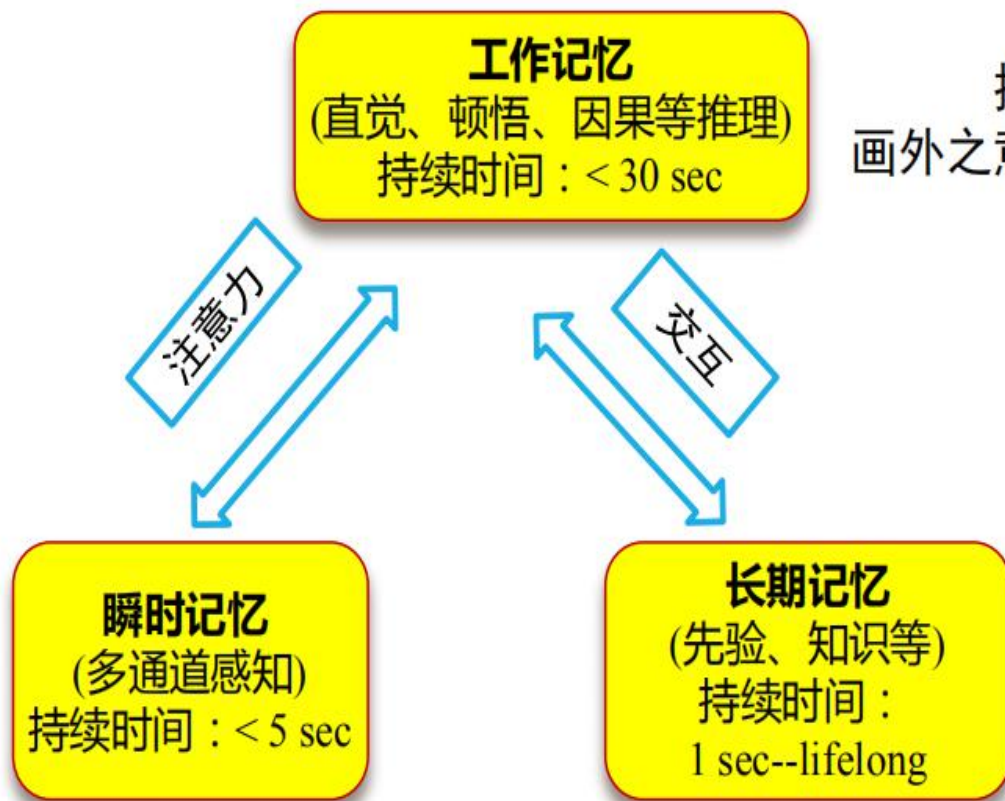 工作记忆
(直觉、顿悟、因果等推理)
持续时间：< 30 sec
画外之意
注意力
交互
瞬时记忆
(多通道感知)
持续时间：< 5 sec
长期记忆
(先验、知识等)
持续时间：
1 sec--lifelong